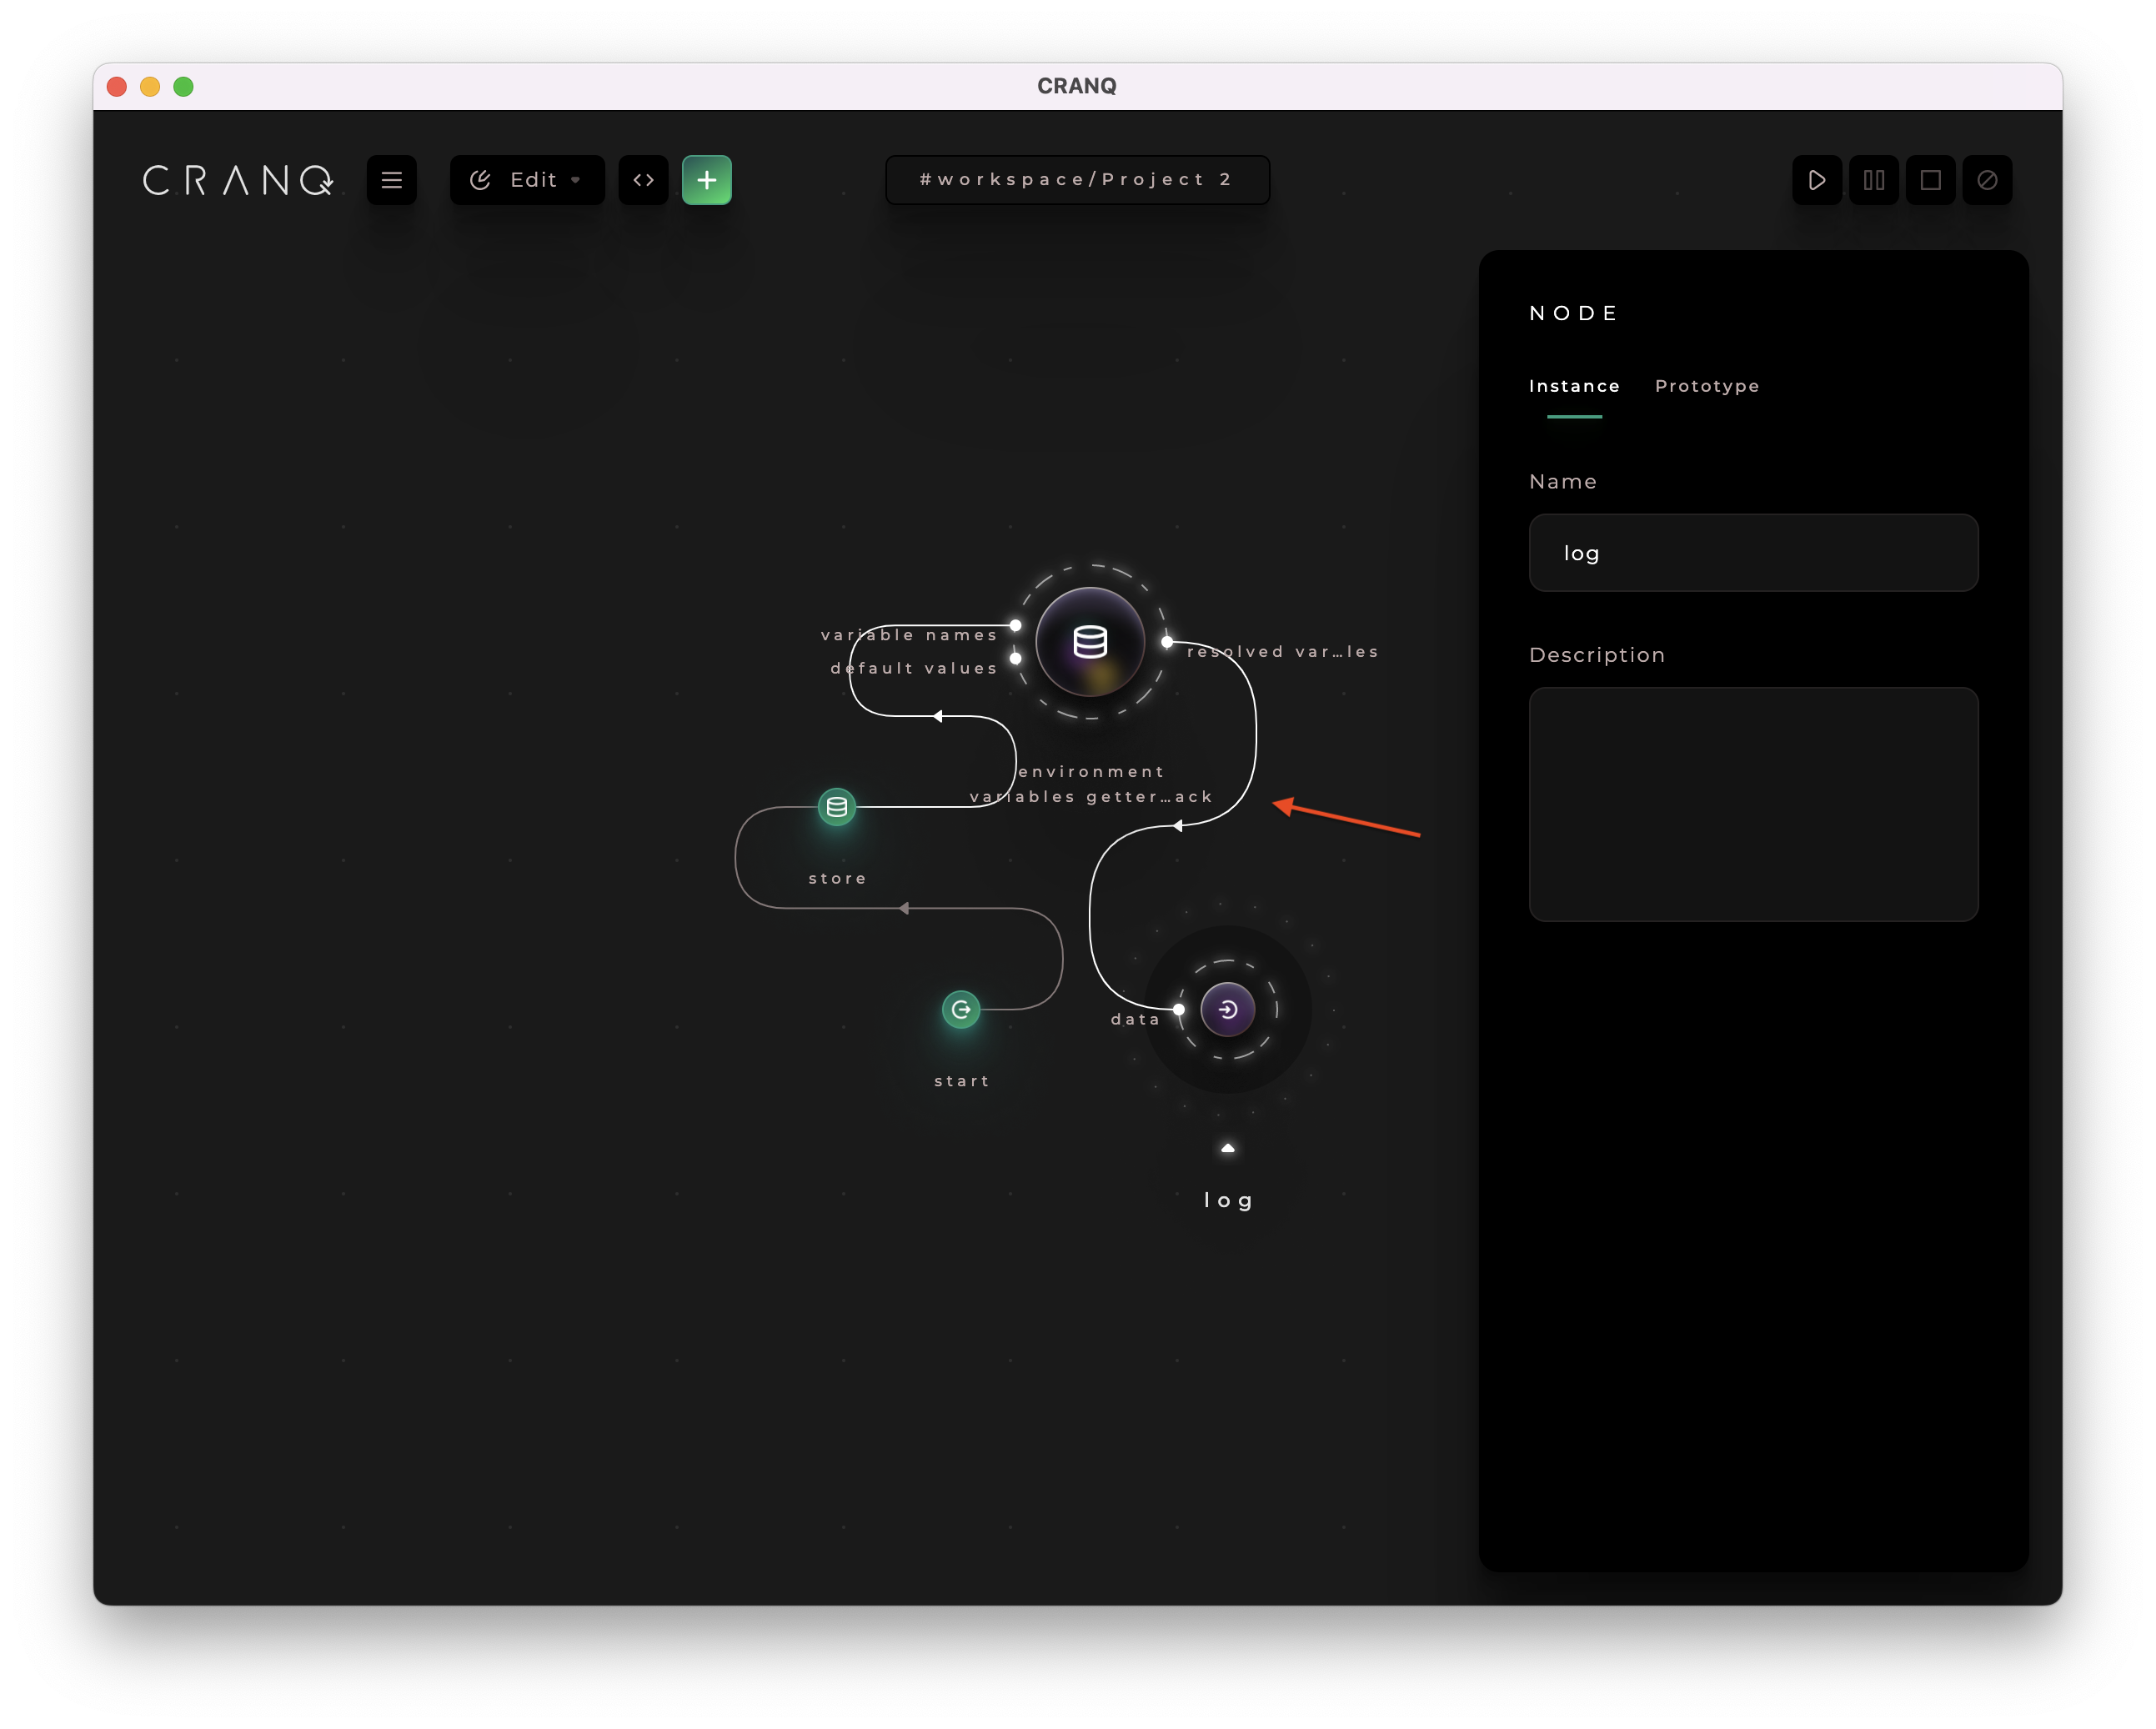 CRANQ
CRANQ
Edit
#workspace/Project 2
NODE
Instance Prototype
Name
log
Description
variable names
default values
resolved var...les
environment
variables getter...ack
store
data
start
log